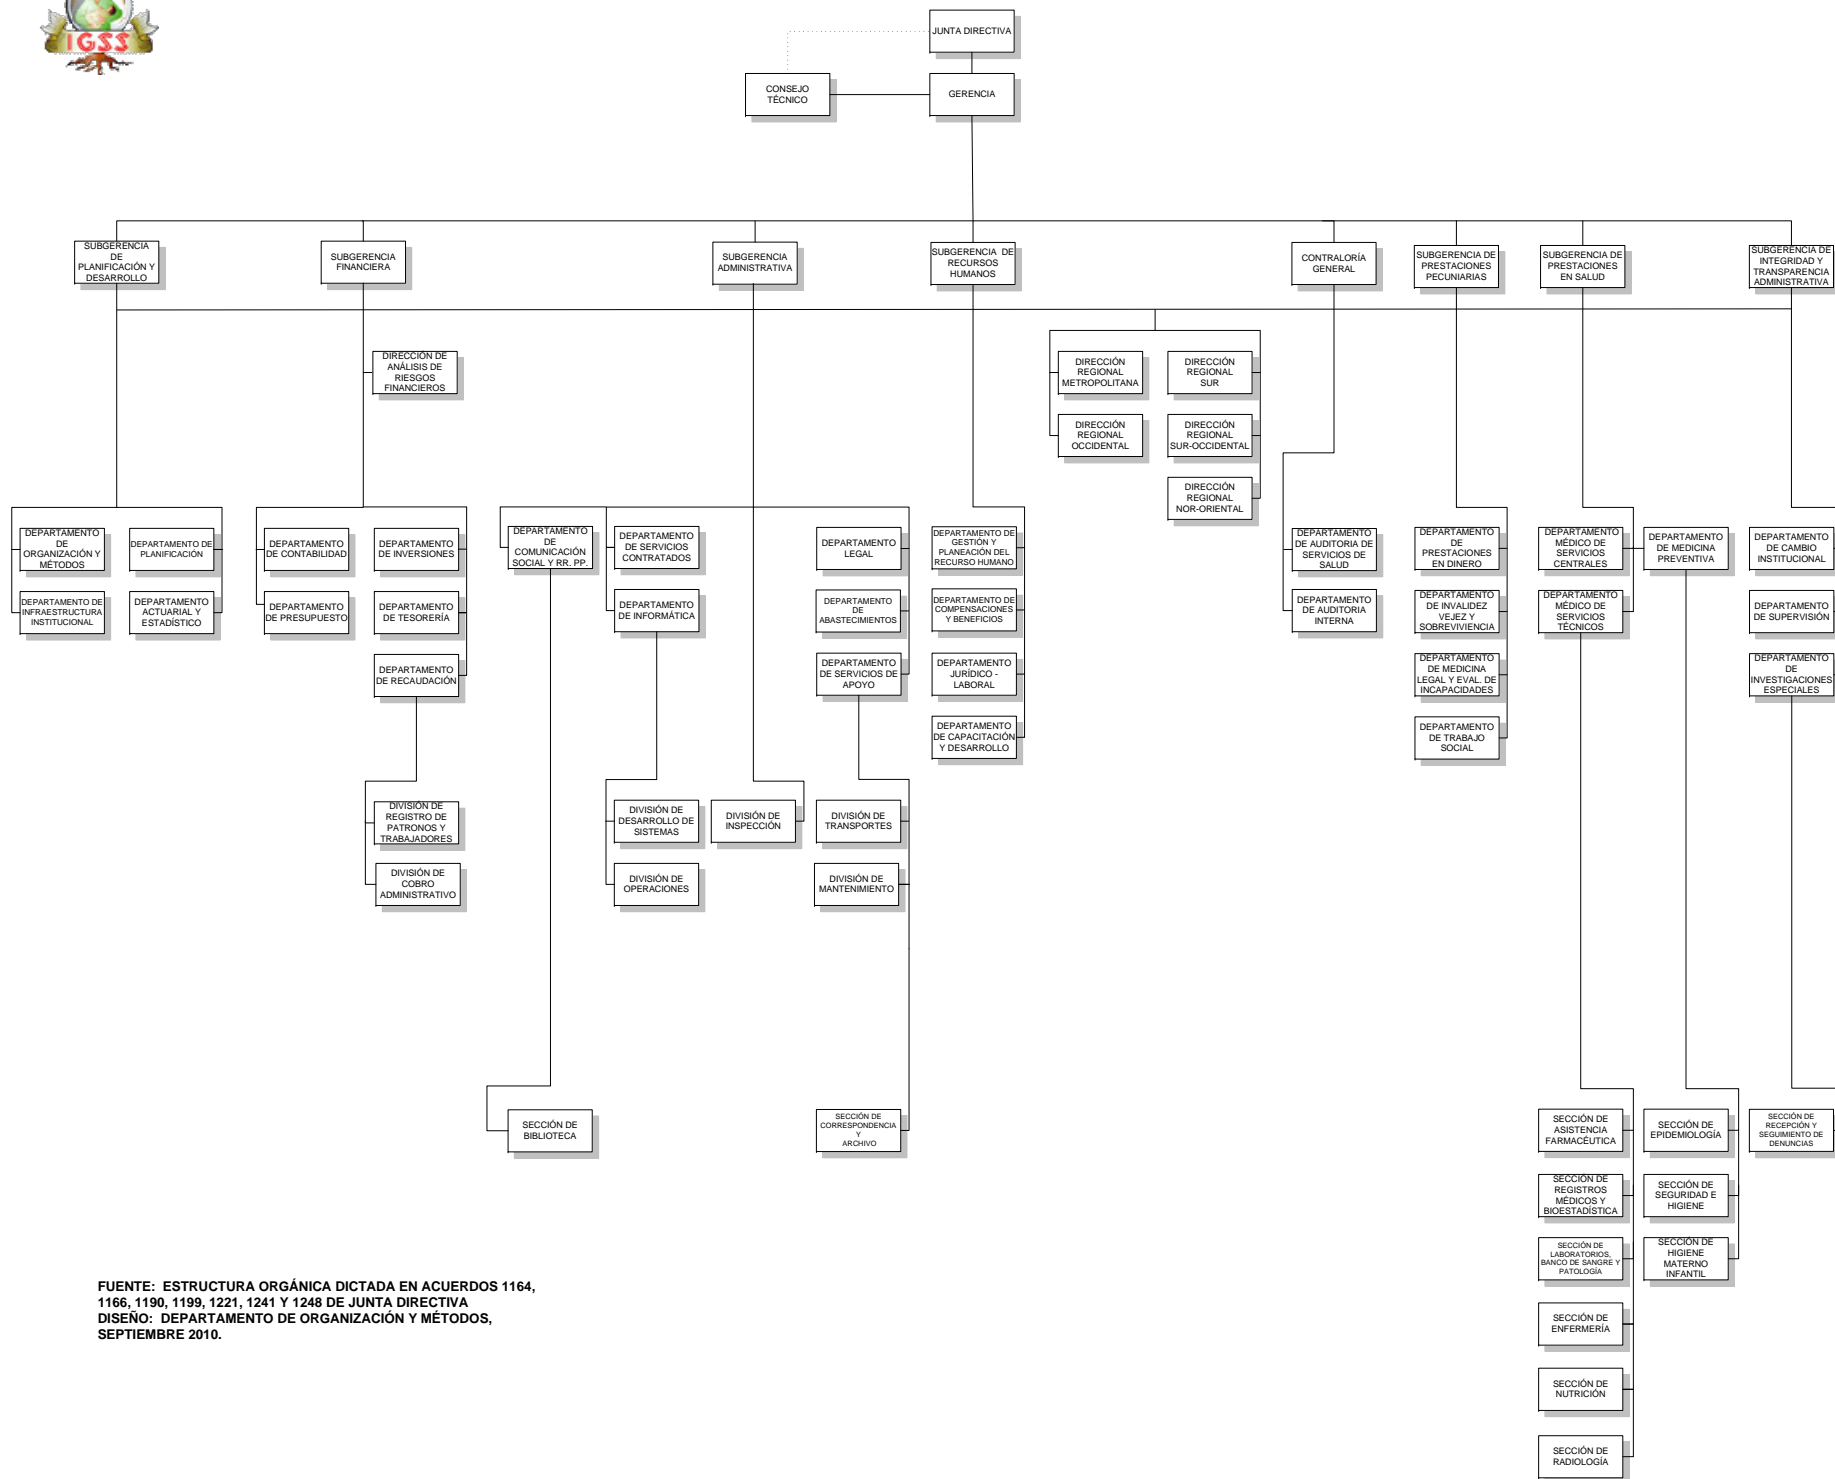 IGSS
JUNTA DIRECTIVA
CONSEJO
TÉCNICO
GERENCIA
SUBGERENCIA
DE
PLANIFICACIÓN Y
DESARROLLO
SUBGERENCIA
FINANCIERA
SUBGERENCIA
ADMINISTRATIVA
SUBGERENCIA DE
RECURSOS
HUMANOS
CONTRALORÍA
GENERAL
SUBGERENCIA DE
PRESTACIONES
PECUNIARIAS
SUBGERENCIA DE
PRESTACIONES
EN SALUD
SUBGERENCIA DE
INTEGRIDAD Y
TRANSPARENCIA
ADMINISTRATIVA
DIRECCIÓN DE
ANÁLISIS DE
RIESGOS
FINANCIEROS
DIRECCIÓN
REGIONAL
METROPOLITANA
DIRECCIÓN
REGIONAL
SUR
DIRECCIÓN
REGIONAL
OCCIDENTAL
DIRECCIÓN
REGIONAL
SUR-OCCIDENTAL
DIRECCIÓN
REGIONAL
NOR-ORIENTAL
DEPARTAMENTO
DE
ORGANIZACIÓN Y
MÉTODOS
DEPARTAMENTO DE
PLANIFICACIÓN
DEPARTAMENTO
DE CONTABILIDAD
DEPARTAMENTO
DE INVERSIONES
DEPARTAMENTO
DE
COMUNICACIÓN
SOCIAL Y RR. PP.
DEPARTAMENTO
DE SERVICIOS
CONTRATADOS
DEPARTAMENTO
LEGAL
DEPARTAMENTO DE
GESTIÓN Y
PLANEACIÓN DEL
RECURSO HUMANO
DEPARTAMENTO
DE AUDITORIA DE
SERVICIOS DE
SALUD
DEPARTAMENTO
DE
PRESTACIONES
EN DINERO
DEPARTAMENTO
MÉDICO DE
SERVICIOS
CENTRALES
DEPARTAMENTO
DE MEDICINA
PREVENTIVA
DEPARTAMENTO
DE CAMBIO
INSTITUCIONAL
DEPARTAMENTO DE
INFRAESTRUCTURA
INSTITUCIONAL
DEPARTAMENTO
ACTUARIAL Y
ESTADÍSTICO
DEPARTAMENTO
DE PRESUPUESTO
DEPARTAMENTO
DE TESORERÍA
DEPARTAMENTO
DE INFORMÁTICA
DEPARTAMENTO
DE
ABASTECIMIENTOS
DEPARTAMENTO DE
COMPENSACIONES
Y BENEFICIOS
DEPARTAMENTO
DE AUDITORIA
INTERNA
DEPARTAMENTO
DE INVALIDEZ
VEJEZ Y
SOBREVIVIENCIA
DEPARTAMENTO
MÉDICO DE
SERVICIOS
TÉCNICOS
DEPARTAMENTO
DE SUPERVISIÓN
DEPARTAMENTO
DE RECAUDACIÓN
DEPARTAMENTO
DE SERVICIOS DE
APOYO
DEPARTAMENTO
JURÍDICO -
LABORAL
DEPARTAMENTO
DE MEDICINA
LEGAL Y EVAL. DE
INCAPACIDADES
DEPARTAMENTO
DE
INVESTIGACIONES
ESPECIALES
DEPARTAMENTO
DE CAPACITACIÓN
Y DESARROLLO
DEPARTAMENTO
DE TRABAJO
SOCIAL
DIVISIÓN DE
REGISTRO DE
PATRONOS Y
TRABAJADORES
DIVISIÓN DE
DESARROLLO DE
SISTEMAS
DIVISIÓN DE
INSPECCIÓN
DIVISIÓN DE
TRANSPORTES
DIVISIÓN DE
COBRO
ADMINISTRATIVO
DIVISIÓN DE
OPERACIONES
DIVISIÓN DE
MANTENIMIENTO
SECCIÓN DE
BIBLIOTECA
SECCIÓN DE
CORRESPONDENCIA
Y
ARCHIVO
SECCIÓN DE
ASISTENCIA
FARMACÉUTICA
SECCIÓN DE
EPIDEMIOLOGÍA
SECCIÓN DE
RECEPCIÓN Y
SEGUIMIENTO DE
DENUNCIAS
SECCIÓN DE
REGISTROS
MÉDICOS Y
BIOESTADÍSTICA
SECCIÓN DE
SEGURIDAD E
HIGIENE
SECCIÓN DE
LABORATORIOS,
BANCO DE SANGRE Y
PATOLOGÍA
SECCIÓN DE
HIGIENE
MATERNO
INFANTIL
SECCIÓN DE
ENFERMERÍA
SECCIÓN DE
NUTRICIÓN
SECCIÓN DE
RADIOLOGÍA
FUENTE: ESTRUCTURA ORGÁNICA DICTADA EN ACUERDOS 1164,
1166, 1190, 1199, 1221, 1241 Y 1248 DE JUNTA DIRECTIVA
DISEÑO: DEPARTAMENTO DE ORGANIZACIÓN Y MÉTODOS,
SEPTIEMBRE 2010.